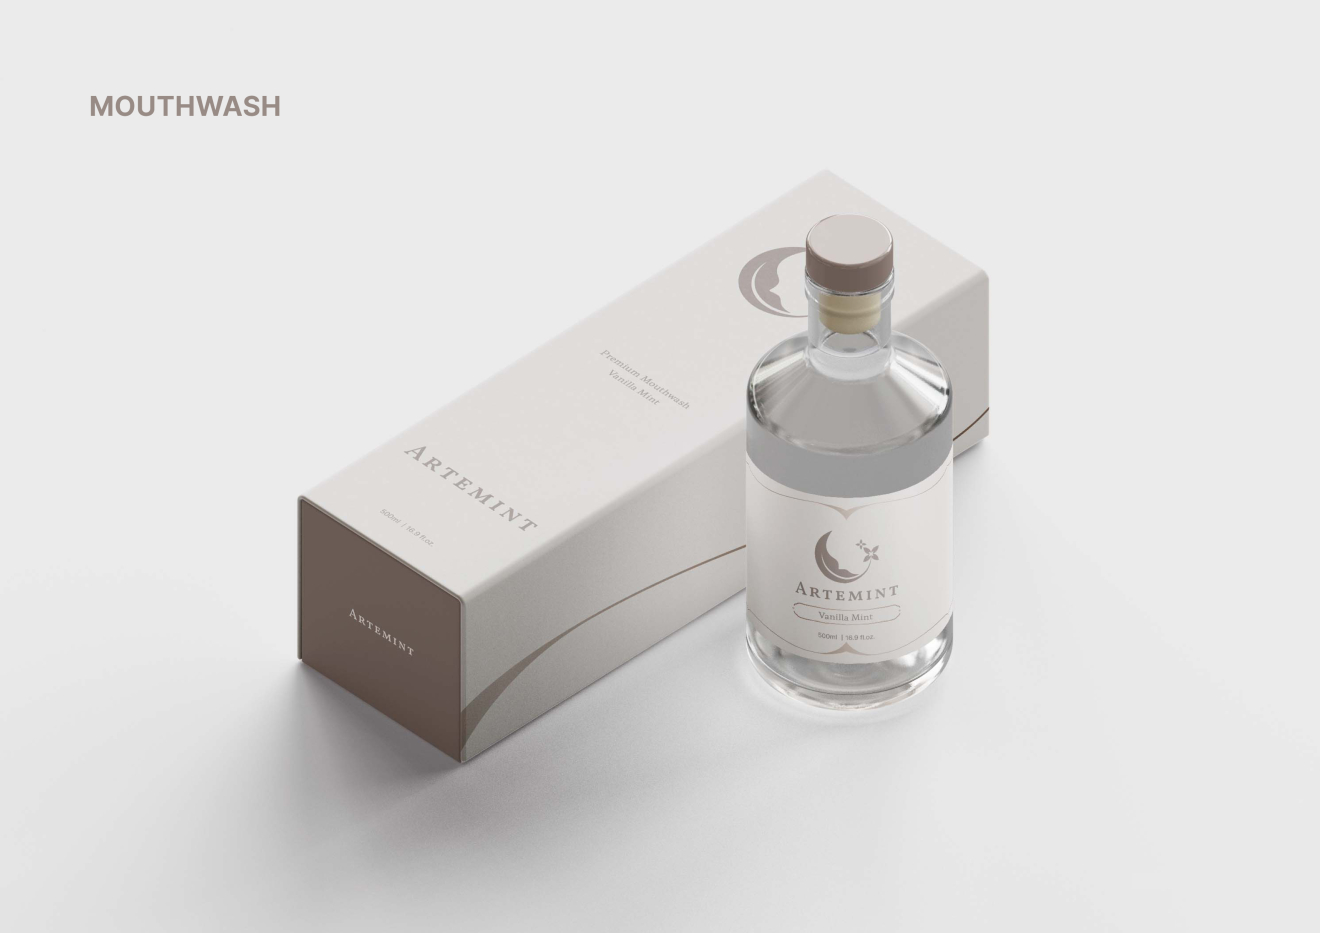 MOUTHWASH
Premium Mouthwash
Vanilla Mint
ARTEMINT
500ml | 16.9 fl.oz.
ARTEMINT
ARTEMINT
Vanilla Mint
500ml | 16.9 fl.oz.